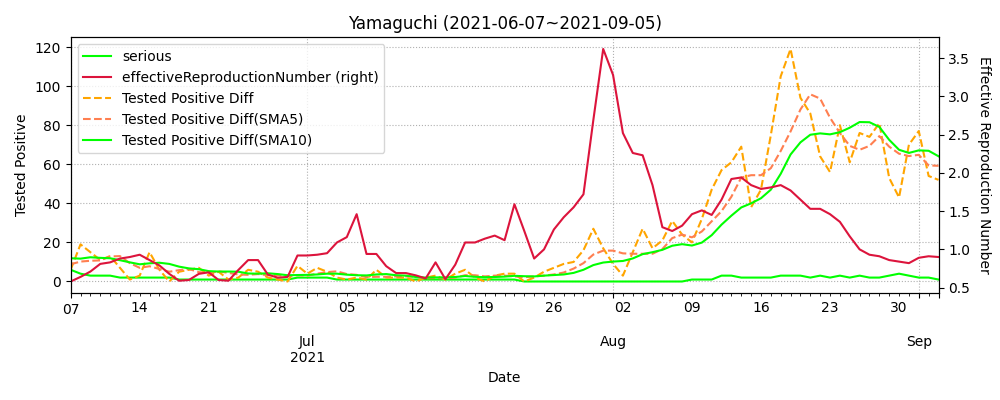 Yamaguchi (2021-06-07~2021-09-05)
serious
effectiveReproductionNumber (right)
Tested Positive Diff
Tested Positive Diff(SMA5)
Tested Positive Diff(SMA10)
Tested Positive
120
100
80
60
40
20
0
3.5
3.0
2.5
2.0
1.5
1.0
0.5
Effective Reproduction Number
07 14 21 28 05 12 19 26 02 09 16 23 30
Jul Aug Sep
2021
Date